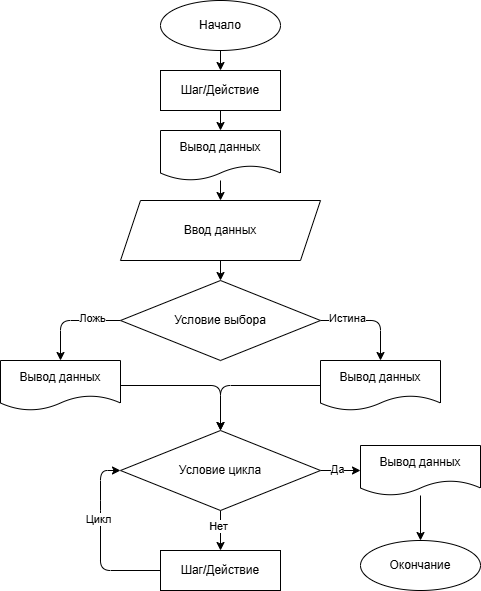 Начало
Шаг/Действие
Вывод данных
Ввод данных
Ложь
Условие выбора
Истина
Вывод данных
Вывод данных
Условие цикла
Да
Вывод данных
Цикл
Нет
Шаг/Действие
Окончание